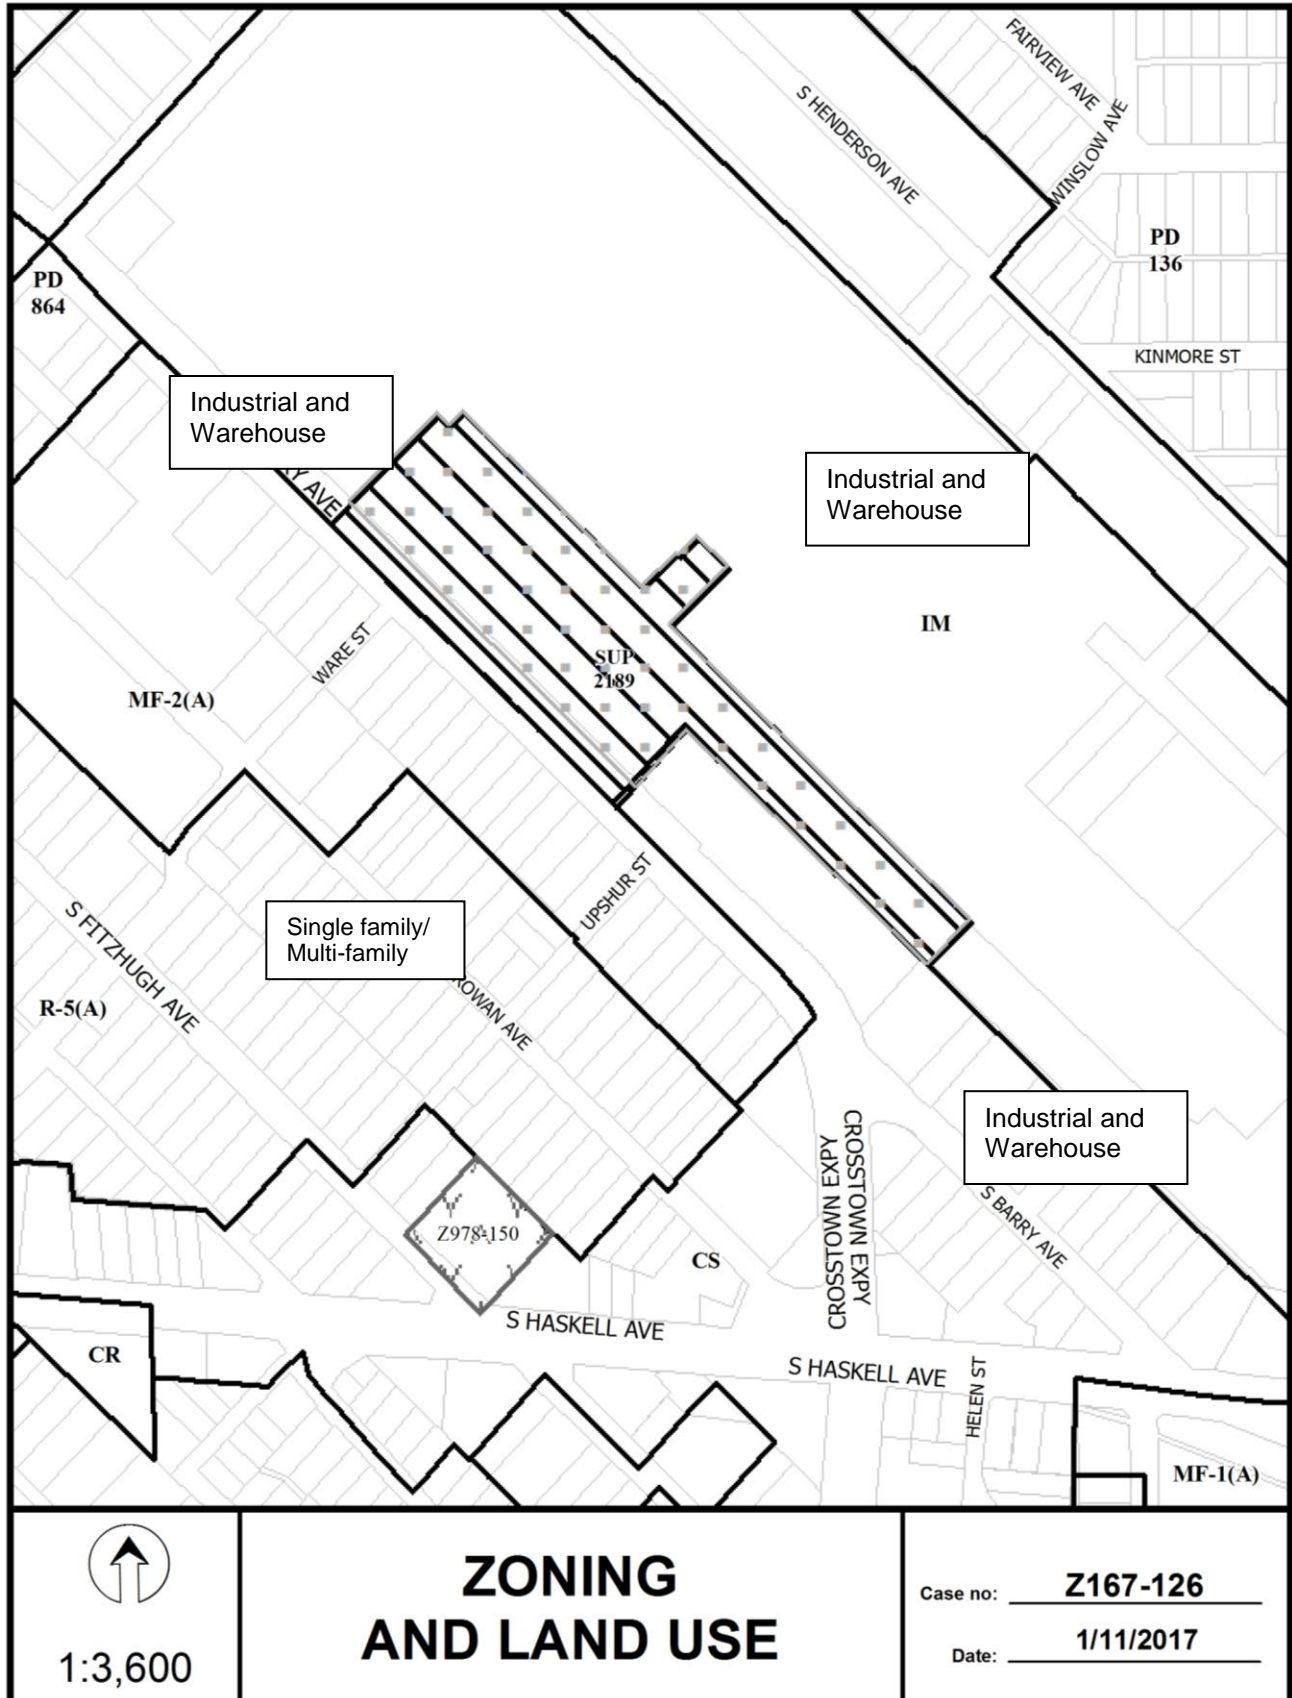 FAIRVIEW AVE
S HENDERSON AVE
WINSLOW AVE
PD
136
PD
864
KINMORE ST
Industrial and
Warehouse
Industrial and
Warehouse
AVE
IM
WARE ST
SUP
2189
MF-2(A)
UPSHUR ST
S FITZHUGH AVE
Single family/
Multi-family
ROWAN AVE
R-5(A)
CROSSTOWN EXPY
CROSSTOWN EXPY
Industrial and
Warehouse
S BARRY AVE
Z978-150
CS
S HASKELL AVE
CR
S HASKELL AVE
HELEN ST
MF-1(A)
ZONING
AND LAND USE
1:3,600
Case no: Z167-126
Date: 1/11/2017